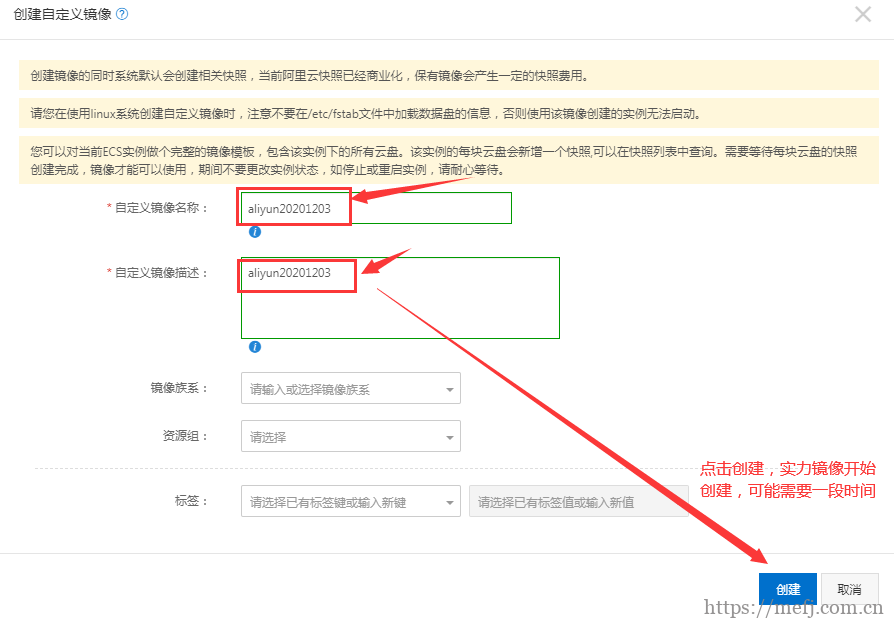 创建自定义镜像
创建镜像的同时系统默认会创建相关快照，当前阿里云快照已经商业化，保有镜像会产生一定的快照费用。
请您在使用linux系统创建自定义镜像时，注意不要在/etc/fstab文件中加载数据盘的信息，否则使用该镜像创建的实例无法启动。
您可以对当前ECS实例做个完整的镜像模板，包含该实例下的所有云盘。该实例的每块云盘会新增一个快照,可以在快照列表中查询。需要等待每块云盘的快照
创建完成，镜像才能可以使用，期间不要更改实例状态，如停止或重启实例，请耐心等待。
* 自定义镜像名称： aliyun20201203
* 自定义镜像描述： aliyun20201203
镜像族系： 请输入或选择镜像族系
资源组： 请选择
点击创建，实力镜像开始
创建，可能需要一段时间
标签： 请选择已有标签键或输入新键 请选择已有标签值或输入新值
创建 取消
https://mefj.com.cn